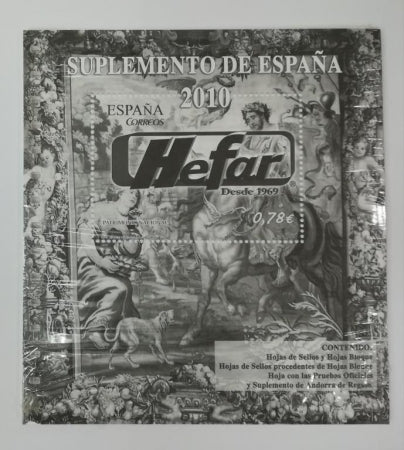 SUPLEMENTO DE ESPAÑA
2010
ESPAÑA
CORREOS
Hefar
Desde 1969
PATRIMONIO NACIONAL
0,78€
CONTENIDO.
Hojas de Sellos y Hojas Bloque
Hojas de Sellos procedentes de Hojas Bloque
Hoja con las Pruebas Oficiales
y Suplemento de Andorra de Regalo.